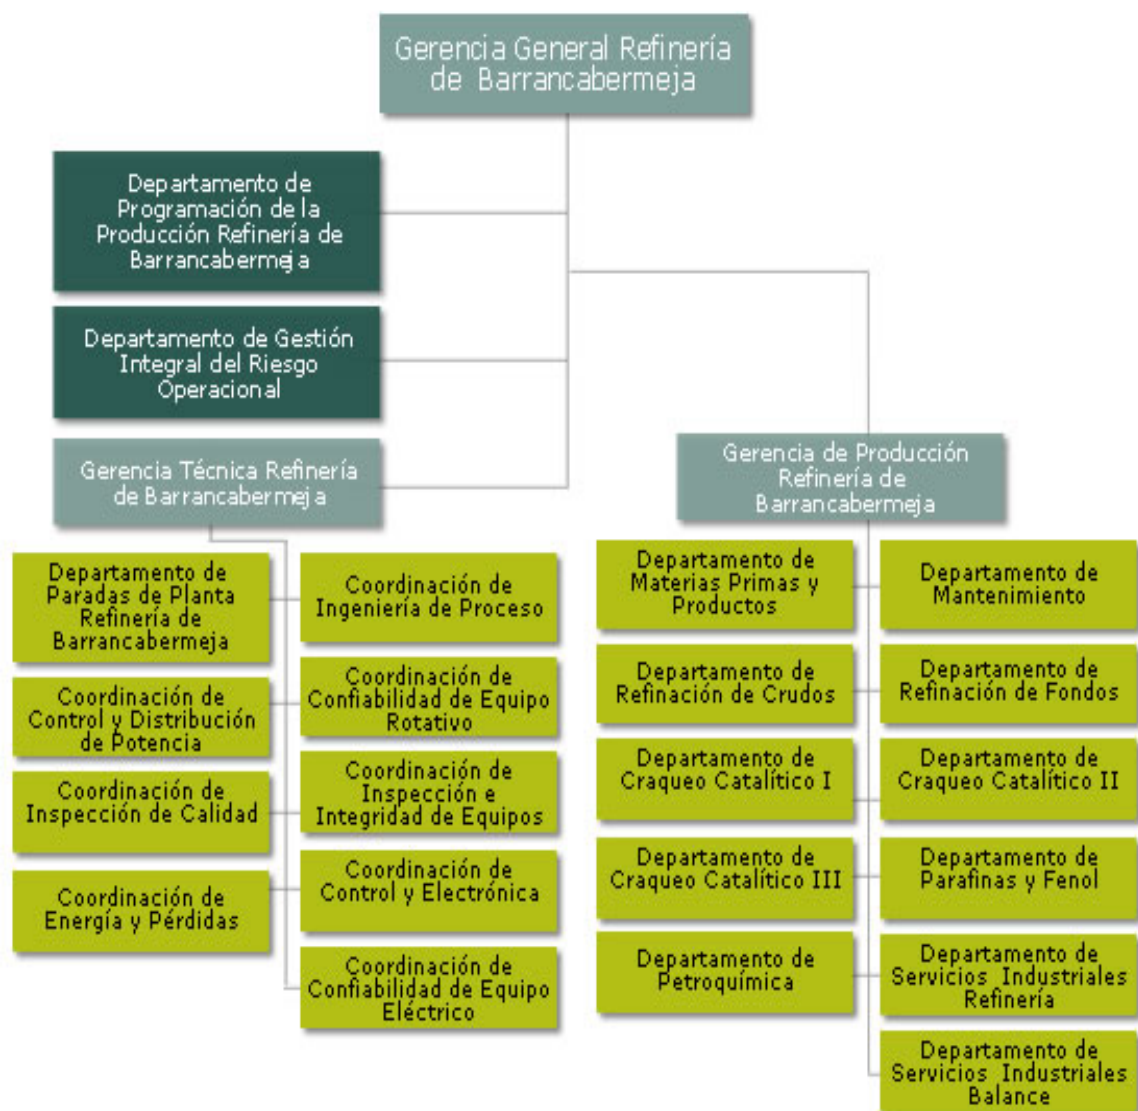 Gerencia General Refinería
de Barrancabermeja
Departamento de
Programación de la
Producción Refinería de
Barrancabermeja
Departamento de Gestión
Integral del Riesgo
Operacional
Gerencia Técnica Refinería
de Barrancabermeja
Gerencia de Producción
Refinería de
Barrancabermeja
Departamento de
Paradas de Planta
Refinería de
Barrancabermeja
Coordinación de
Ingeniería de Proceso
Coordinación de
Control y Distribución
de Potencia
Coordinación de
Confiabilidad de Equipo
Rotativo
Coordinación de
Inspección de Calidad
Coordinación de
Inspección e
Integridad de Equipos
Coordinación de
Energía y Pérdidas
Coordinación de
Control y Electrónica
Coordinación de
Confiabilidad de Equipo
Eléctrico
Departamento de
Materias Primas y
Productos
Departamento de
Mantenimiento
Departamento de
Refinación de Crudos
Departamento de
Refinación de Fondos
Departamento de
Craqueo Catalítico I
Departamento de
Craqueo Catalítico II
Departamento de
Craqueo Catalítico III
Departamento de
Parafinas y Fenol
Departamento de
Petroquímica
Departamento de
Servicios Industriales
Refinería
Departamento de
Servicios Industriales
Balance